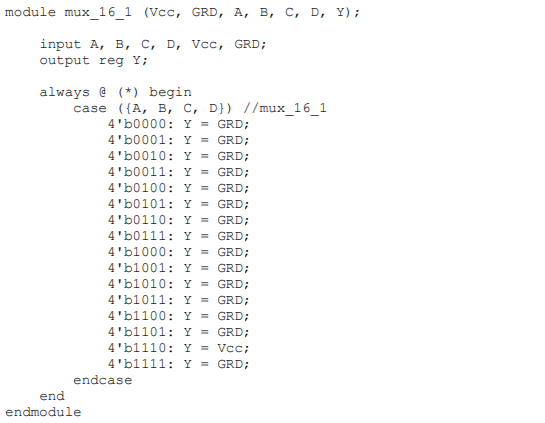 module mux_16_1 (Vcc, GRD, A, B, C, D, Y);
input A, B, C, D, Vcc, GRD;
output reg Y;
always @ (*) begin
case ({A, B, C, D}) //mux_16_1
4'b0000: Y = GRD;
4'b0001: Y = GRD;
4'b0010: Y = GRD;
4'b0011: Y = GRD;
4'b0100: Y = GRD;
4'b0101: Y = GRD;
4'b0110: Y = GRD;
4'b0111: Y = GRD;
4'b1000: Y = GRD;
4'b1001: Y = GRD;
4'b1010: Y = GRD;
4'b1011: Y = GRD;
4'b1100: Y = GRD;
4'b1101: Y = GRD;
4'b1110: Y = Vcc;
4'b1111: Y = GRD;
endcase
end
endmodule